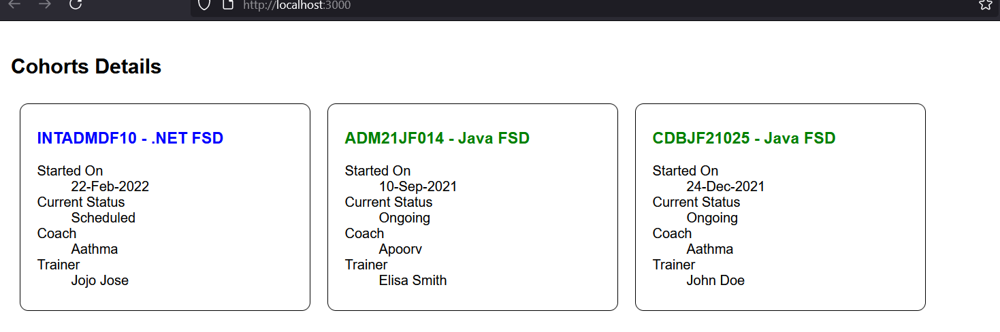 http://localhost:3000
Cohorts Details
INTADMDF10 - .NET FSD
Started On
22-Feb-2022
Current Status
Scheduled
Coach
Aathma
Trainer
Jojo Jose
ADM21JF014 - Java FSD
Started On
10-Sep-2021
Current Status
Ongoing
Coach
Apoorv
Trainer
Elisa Smith
CDBJF21025 - Java FSD
Started On
24-Dec-2021
Current Status
Ongoing
Coach
Aathma
Trainer
John Doe